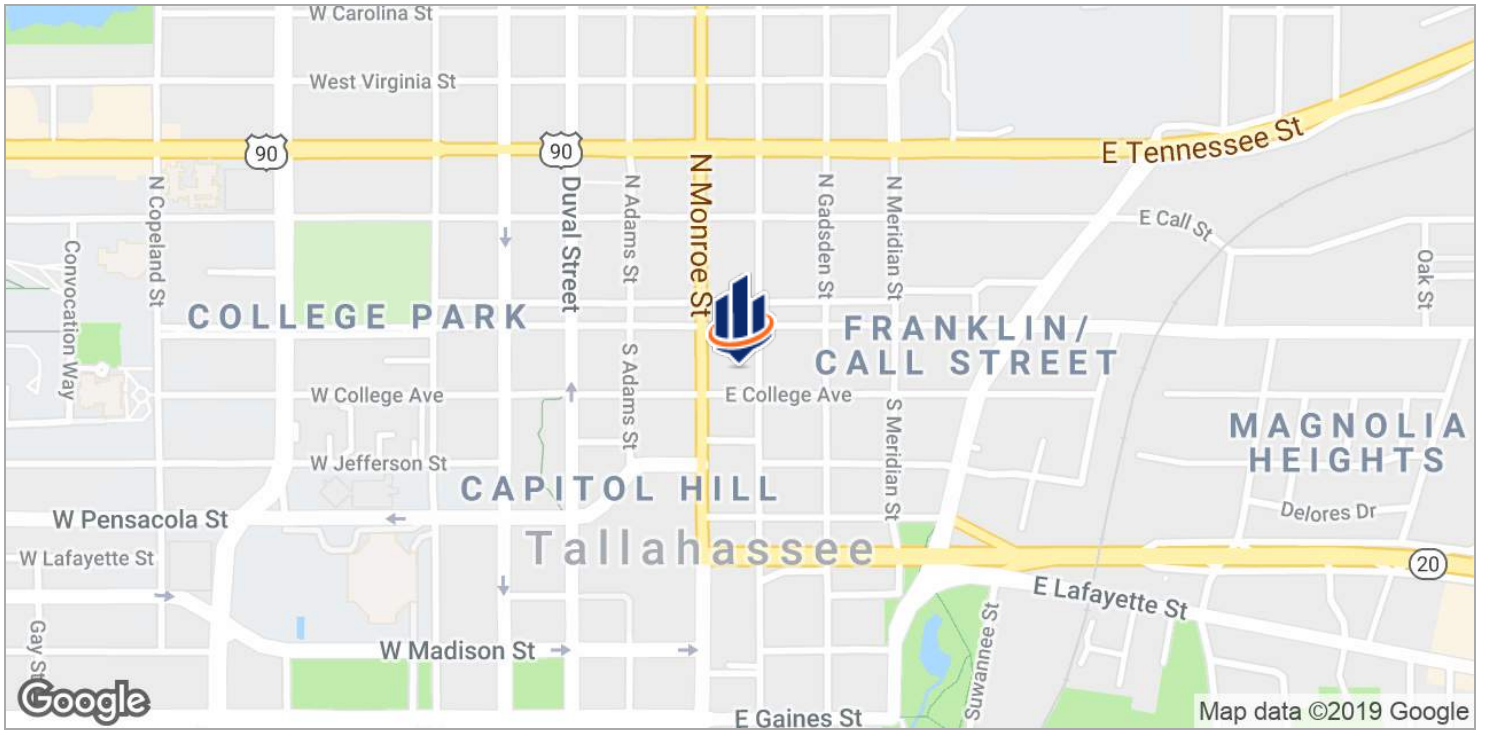 W Carolina St
West Virginia St
90
90
E Tennessee St
N Copeland St
Duval Street
N Adams St
N Monroe St
N Gadsden St
N Meridian St
E Call St
Convocation Way
Oak St
COLLEGE PARK
FRANKLIN/
CALL STREET
S Adams St
W College Ave
E College Ave
S Meridian St
MAGNOLIA
HEIGHTS
W Jefferson St
CAPITOL HILL
Delores Dr
W Pensacola St
Tallahassee
W Lafayette St
20
E Lafayette St
Suwannee St
Gay St
W Madison St
Google
E Gaines St
Map data ©2019 Google